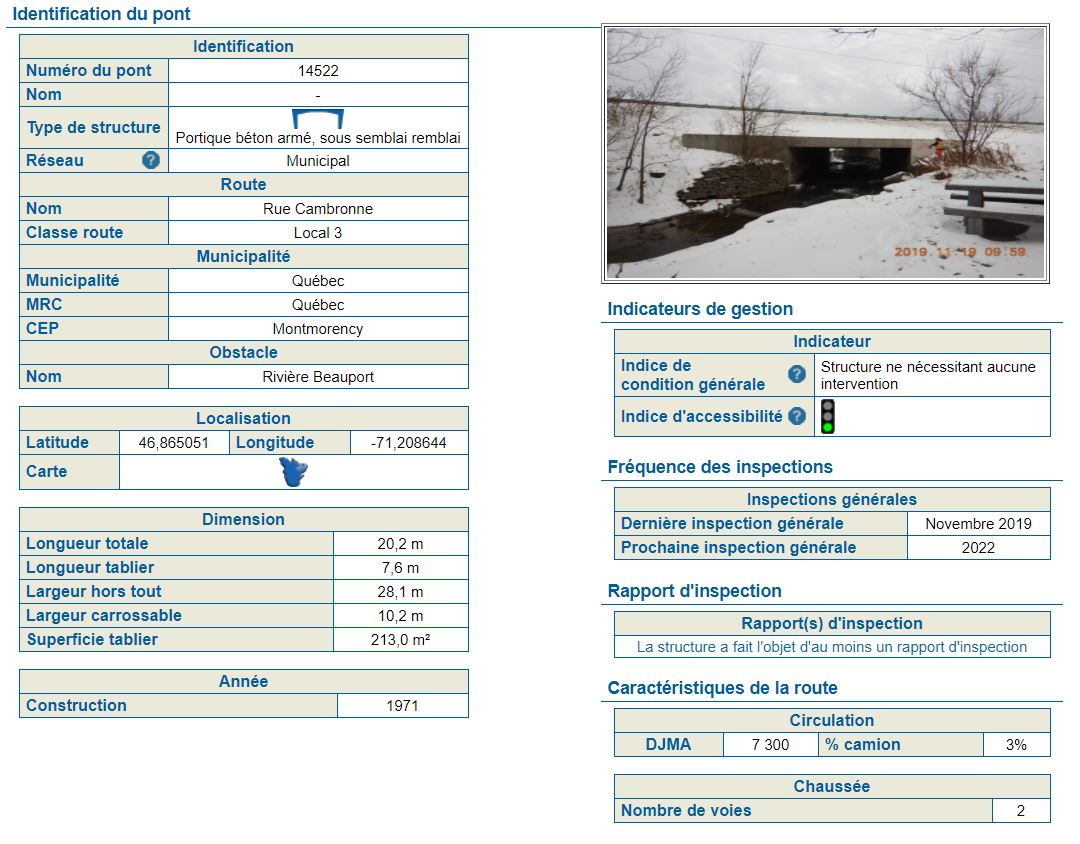 Identification du pont
Identification
Numéro du pont 14522
Nom -
Type de structure Portique béton armé, sous semblai remblai
Réseau ? Municipal
Route
Nom Rue Cambronne
Classe route Local 3
Municipalité
Municipalité Québec
MRC Québec
CEP Montmorency
Obstacle
Nom Rivière Beauport
Localisation
Latitude 46,865051 Longitude -71,208644
Carte
Dimension
Longueur totale 20,2 m
Longueur tablier 7,6 m
Largeur hors tout 28,1 m
Largeur carrossable 10,2 m
Superficie tablier 213,0 m²
Année
Construction 1971
2019.11.19 09:59
Indicateurs de gestion
Indicateur
Indice de
condition générale ? Structure ne nécessitant aucune
intervention
Indice d'accessibilité ?
Fréquence des inspections
Inspections générales
Dernière inspection générale Novembre 2019
Prochaine inspection générale 2022
Rapport d'inspection
Rapport(s) d'inspection
La structure a fait l'objet d'au moins un rapport d'inspection
Caractéristiques de la route
Circulation
DJMA 7 300 % camion 3%
Chaussée
Nombre de voies 2